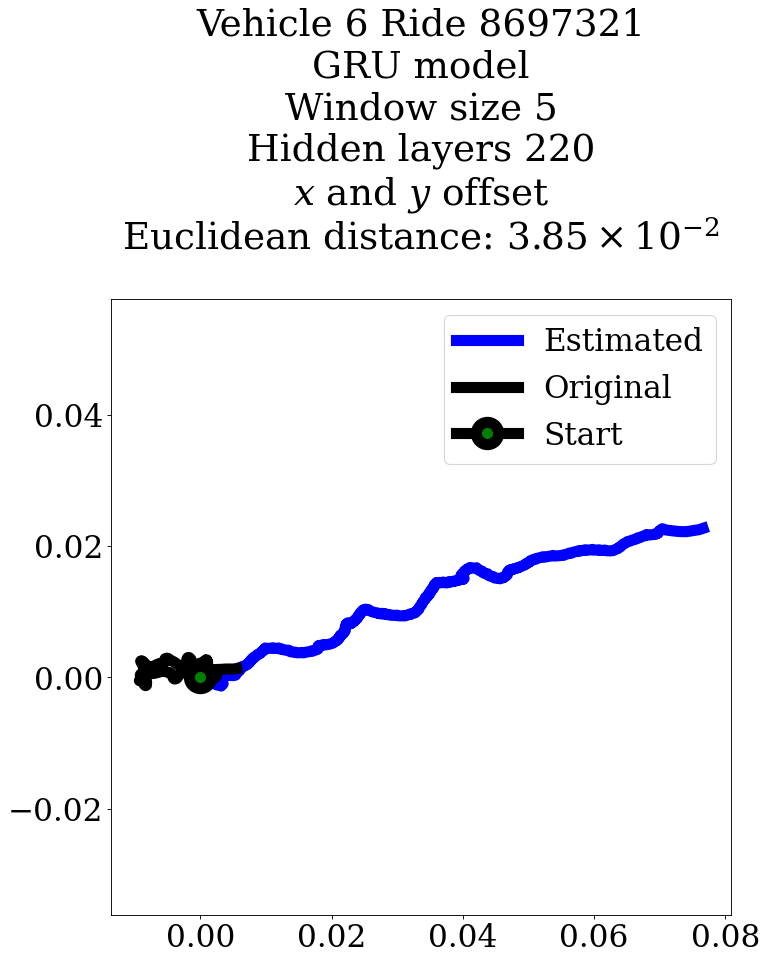 Vehicle 6 Ride 8697321
GRU model
Window size 5
Hidden layers 220
x and y offset
Euclidean distance: 3.85 × 10⁻²
Estimated
Original
Start
0.04
0.02
0.00
−0.02
0.00 0.02 0.04 0.06 0.08